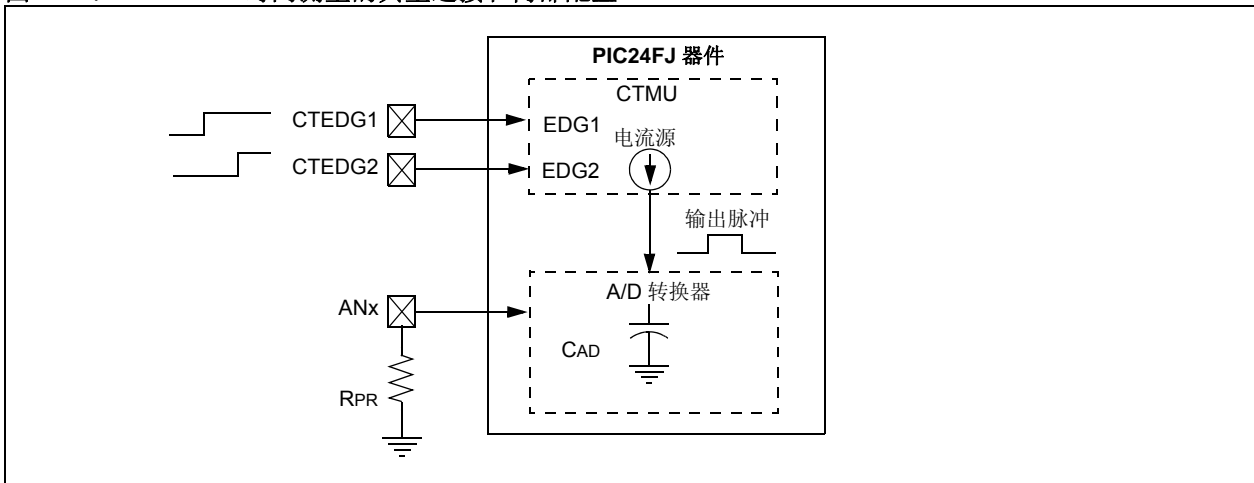 PIC24FJ 器件
CTMU
CTEDG1
EDG1
电流源
CTEDG2
EDG2
输出脉冲
A/D 转换器
ANx
CAD
RPR